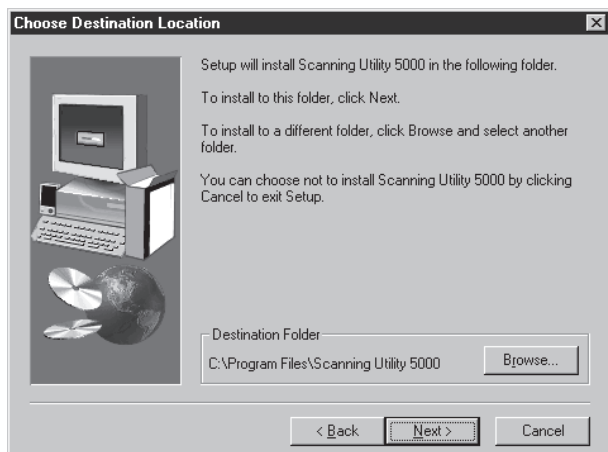 Choose Destination Location
Setup will install Scanning Utility 5000 in the following folder.
To install to this folder, click Next.
To install to a different folder, click Browse and select another
folder.
You can choose not to install Scanning Utility 5000 by clicking
Cancel to exit Setup.
Destination Folder
C:\Program Files\Scanning Utility 5000
Browse...
< Back
Next >
Cancel